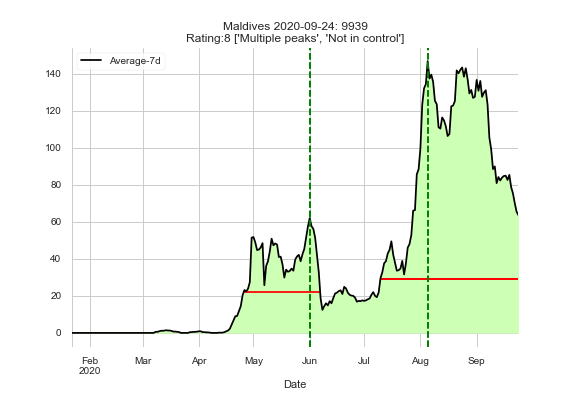 Maldives 2020-09-24: 9939
Rating:8 ['Multiple peaks', 'Not in control']
Average-7d
140
120
100
80
60
40
20
0
Feb Mar Apr May Jun Jul Aug Sep
2020
Date